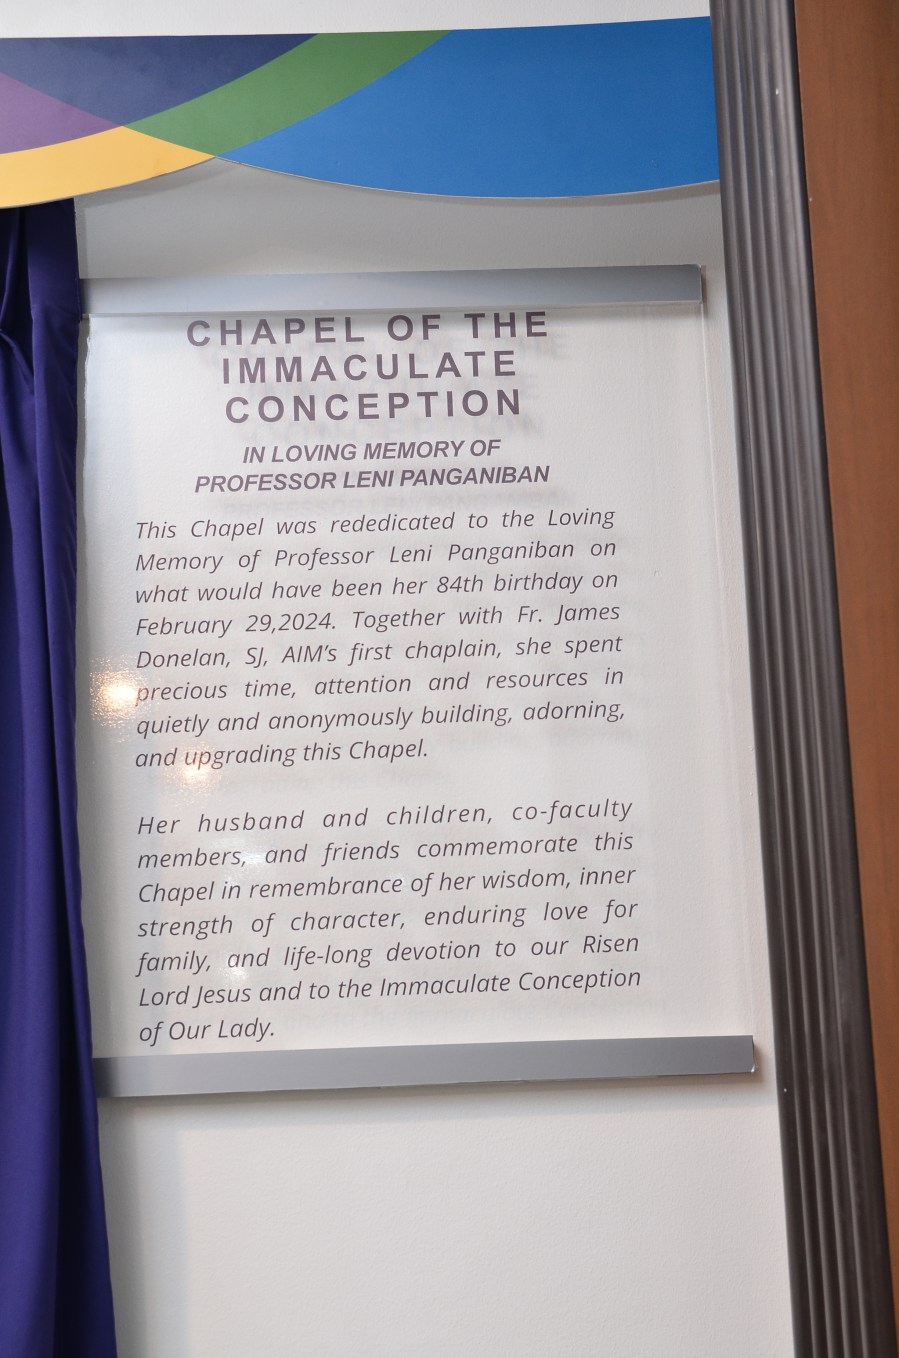 CHAPEL OF THE
IMMACULATE
CONCEPTION
IN LOVING MEMORY OF
PROFESSOR LENI PANGANIBAN
This Chapel was rededicated to the Loving
Memory of Professor Leni Panganiban on
what would have been her 84th birthday on
February 29,2024. Together with Fr. James
Donelan, SJ, AIM's first chaplain, she spent
precious time, attention and resources in
quietly and anonymously building, adorning,
and upgrading this Chapel.
Her husband and children, co-faculty
members, and friends commemorate this
Chapel in remembrance of her wisdom, inner
strength of character, enduring love for
family, and life-long devotion to our Risen
Lord Jesus and to the Immaculate Conception
of Our Lady.